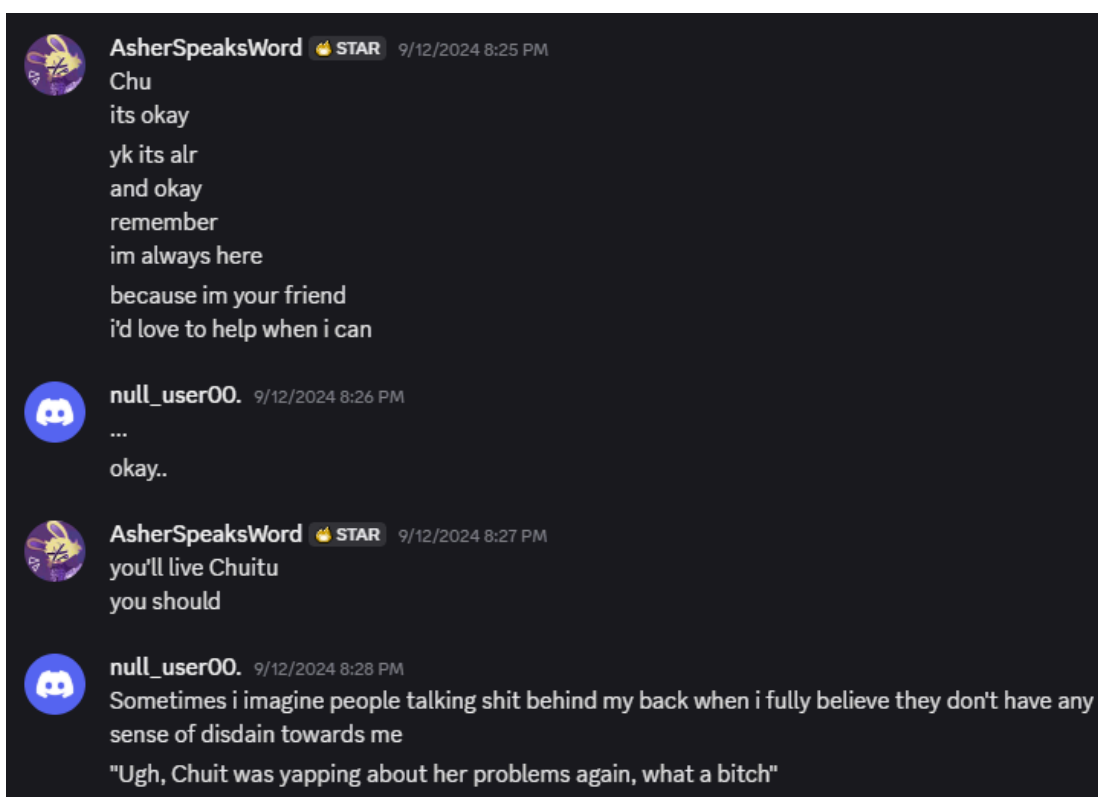 AsherSpeaksWord STAR 9/12/2024 8:25 PM
Chu
its okay
yk its alr
and okay
remember
im always here
because im your friend
i'd love to help when i can
null_user00. 9/12/2024 8:26 PM
...
okay..
AsherSpeaksWord STAR 9/12/2024 8:27 PM
you'll live Chuitu
you should
null_user00. 9/12/2024 8:28 PM
Sometimes i imagine people talking shit behind my back when i fully believe they don't have any
sense of disdain towards me
"Ugh, Chuit was yapping about her problems again, what a bitch"